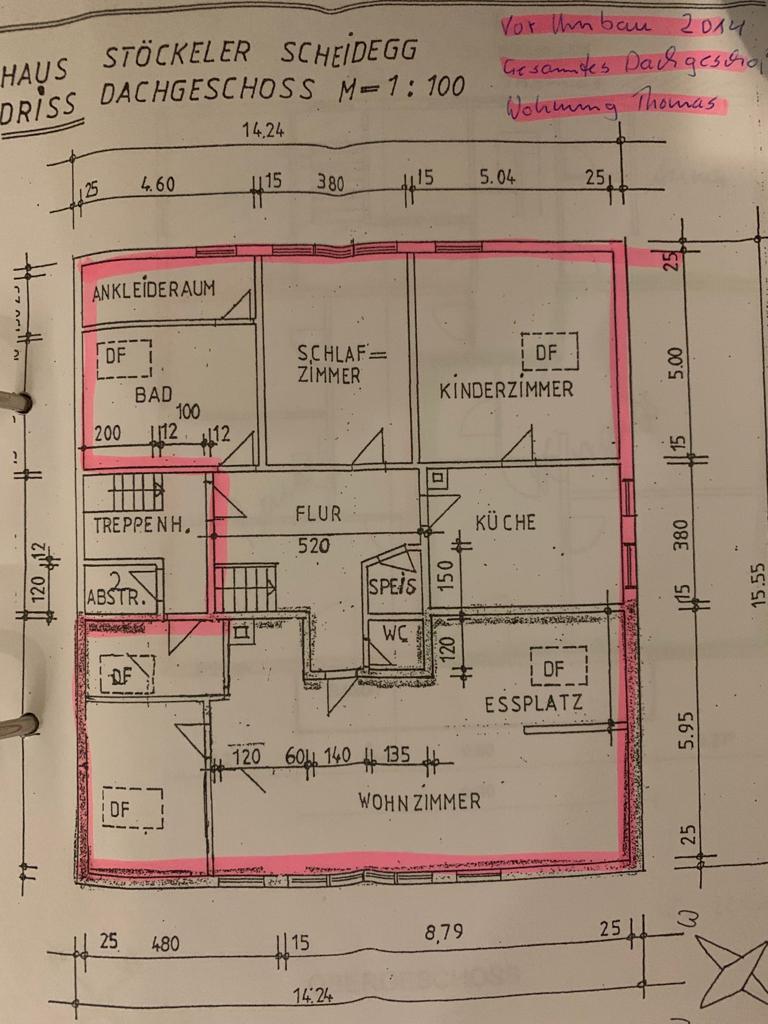 Vor Umbau 2014
Gesamtes Dachgescho
Wohnung Thomas
HAUS STÖCKELER SCHEIDEGG
DRISS DACHGESCHOSS M=1:100
14.24
25 4.60 15 380 15 5.04 25
25
ANKLEIDERAUM
DF
BAD
SCHLAF=
ZIMMER
DF
KINDERZIMMER
5.00
100
200 12 12
15
TREPPENH.
FLUR
520
KÜCHE
380
12
120
2
ABSTR.
SPEIS
150
15
15.55
WC
120
DF
DF
ESSPLATZ
5.95
120 60 140 135
DF
WOHNZIMMER
25
25 480 15 8,79 25
14.24